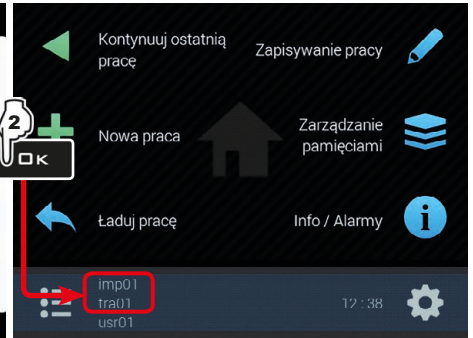 Kontynuuj ostatnią
pracę
Zapisywanie pracy
2
OK
Nowa praca
Zarządzanie
pamięciami
Ładuj pracę
Info / Alarmy
i
imp01
tra01
usr01
12:38